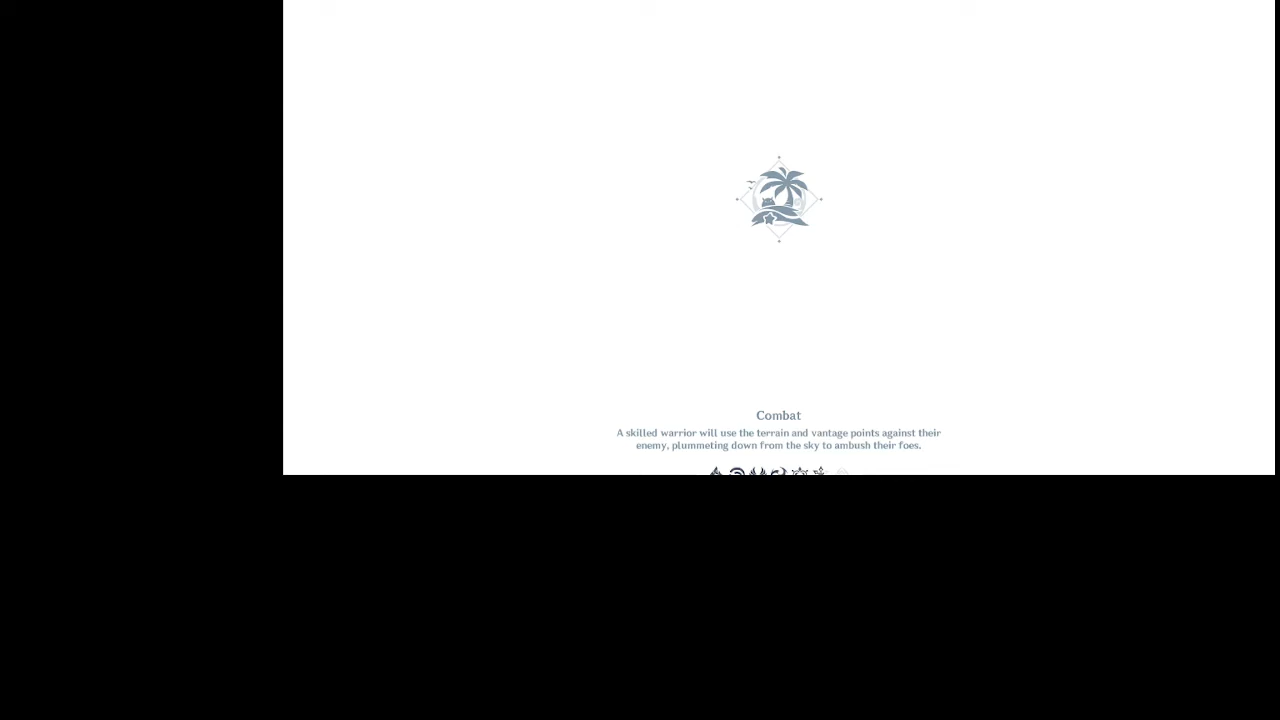 Combat
A skilled warrior will use the terrain and vantage points against their
enemy, plummeting down from the sky to ambush their foes.